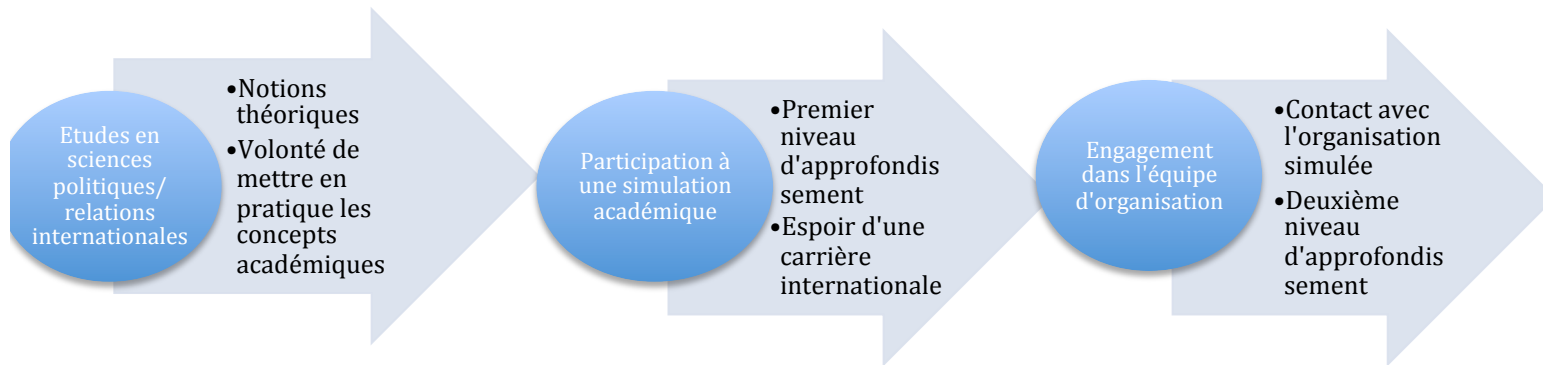 Etudes en
sciences
politiques/
relations
internationales
•Notions
théoriques
•Volonté de
mettre en
pratique les
concepts
académiques
Participation à
une simulation
académique
•Premier
niveau
d'approfondis
sement
•Espoir d'une
carrière
internationale
Engagement
dans l'équipe
d'organisation
•Contact avec
l'organisation
simulée
•Deuxième
niveau
d'approfondis
sement